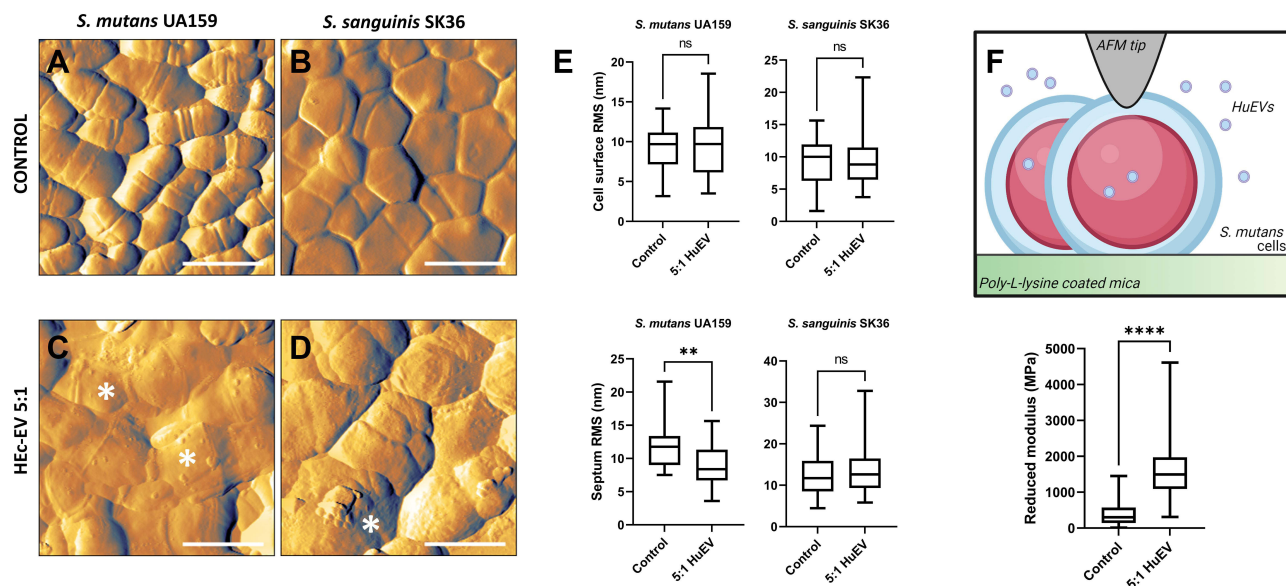 S. mutans UA159
S. sanguinis SK36
CONTROL
A
B
HEc-EV 5:1
C
*
*
D
*
E
S. mutans UA159
ns
Cell surface RMS (nm)
20
15
10
5
0
Control
5:1 HuEV
S. sanguinis SK36
ns
25
20
15
10
5
0
Control
5:1 HuEV
S. mutans UA159
**
Septum RMS (nm)
25
20
15
10
5
0
Control
5:1 HuEV
S. sanguinis SK36
ns
40
30
20
10
0
Control
5:1 HuEV
F
AFM tip
HuEVs
S. mutans
cells
Poly-L-lysine coated mica
****
Reduced modulus (MPa)
5000
4000
3000
2000
1000
0
Control
5:1 HuEV